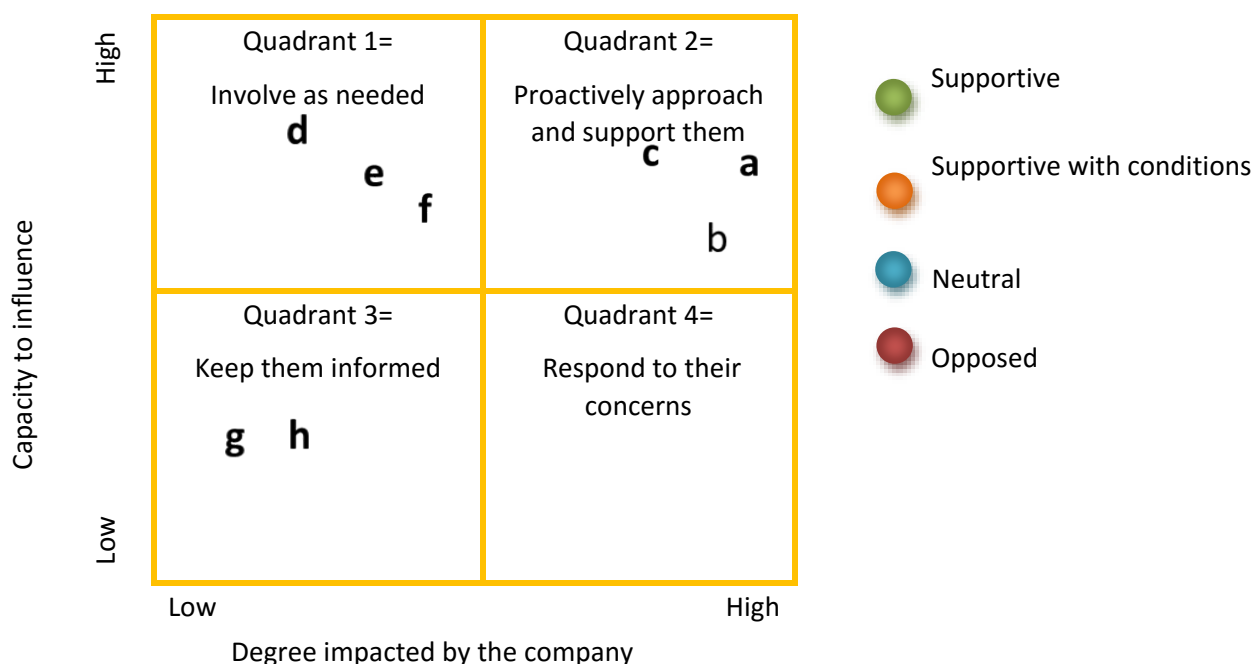 High
Capacity to influence
Low
Quadrant 1=
Involve as needed
d
e
f
Quadrant 2=
Proactively approach
and support them
c
a
b
Quadrant 3=
Keep them informed
g h
Quadrant 4=
Respond to their
concerns
Low High
Degree impacted by the company
Supportive
Supportive with conditions
Neutral
Opposed